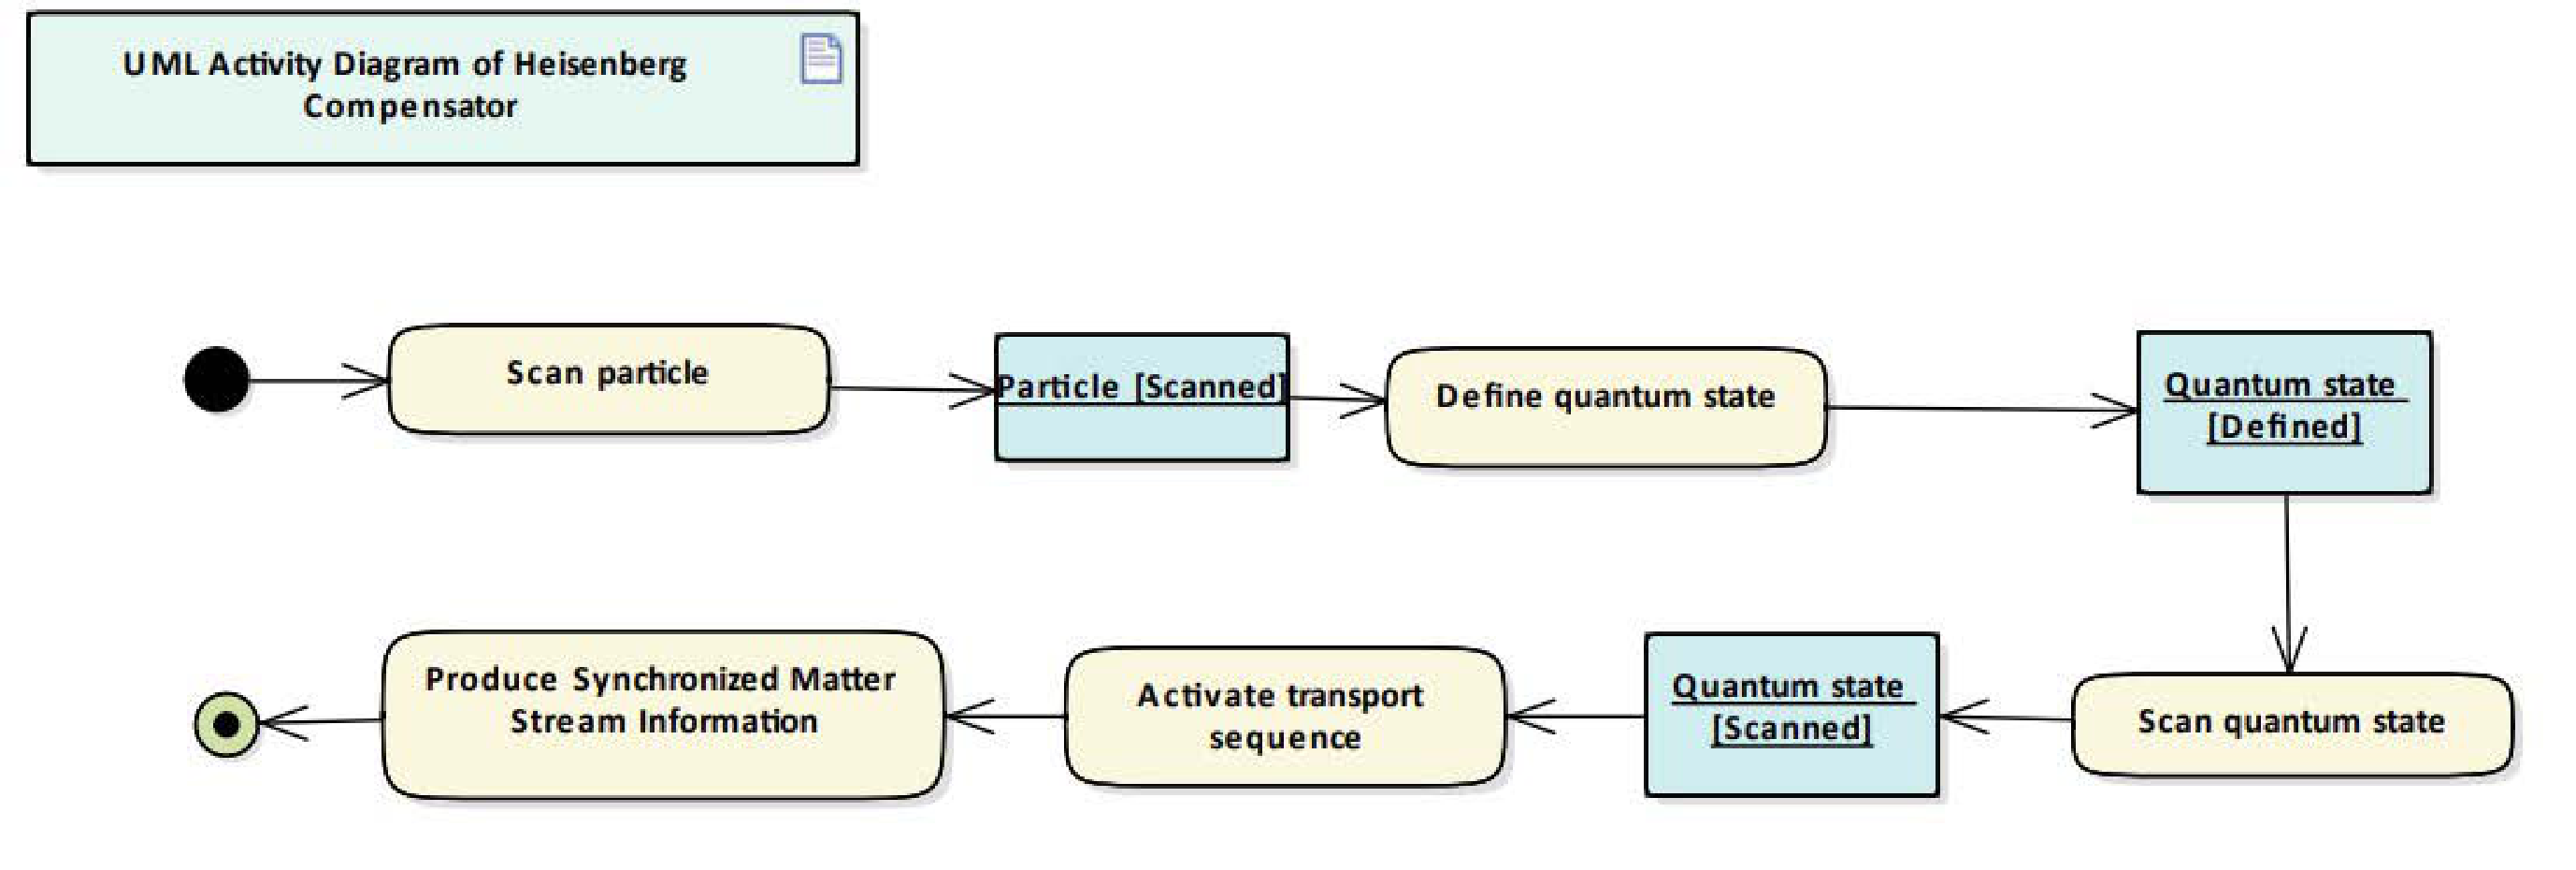 UML Activity Diagram of Heisenberg
Compensator
Scan particle
Particle [Scanned]
Define quantum state
Quantum state
[Defined]
Produce Synchronized Matter
Stream Information
Activate transport
sequence
Quantum state
[Scanned]
Scan quantum state